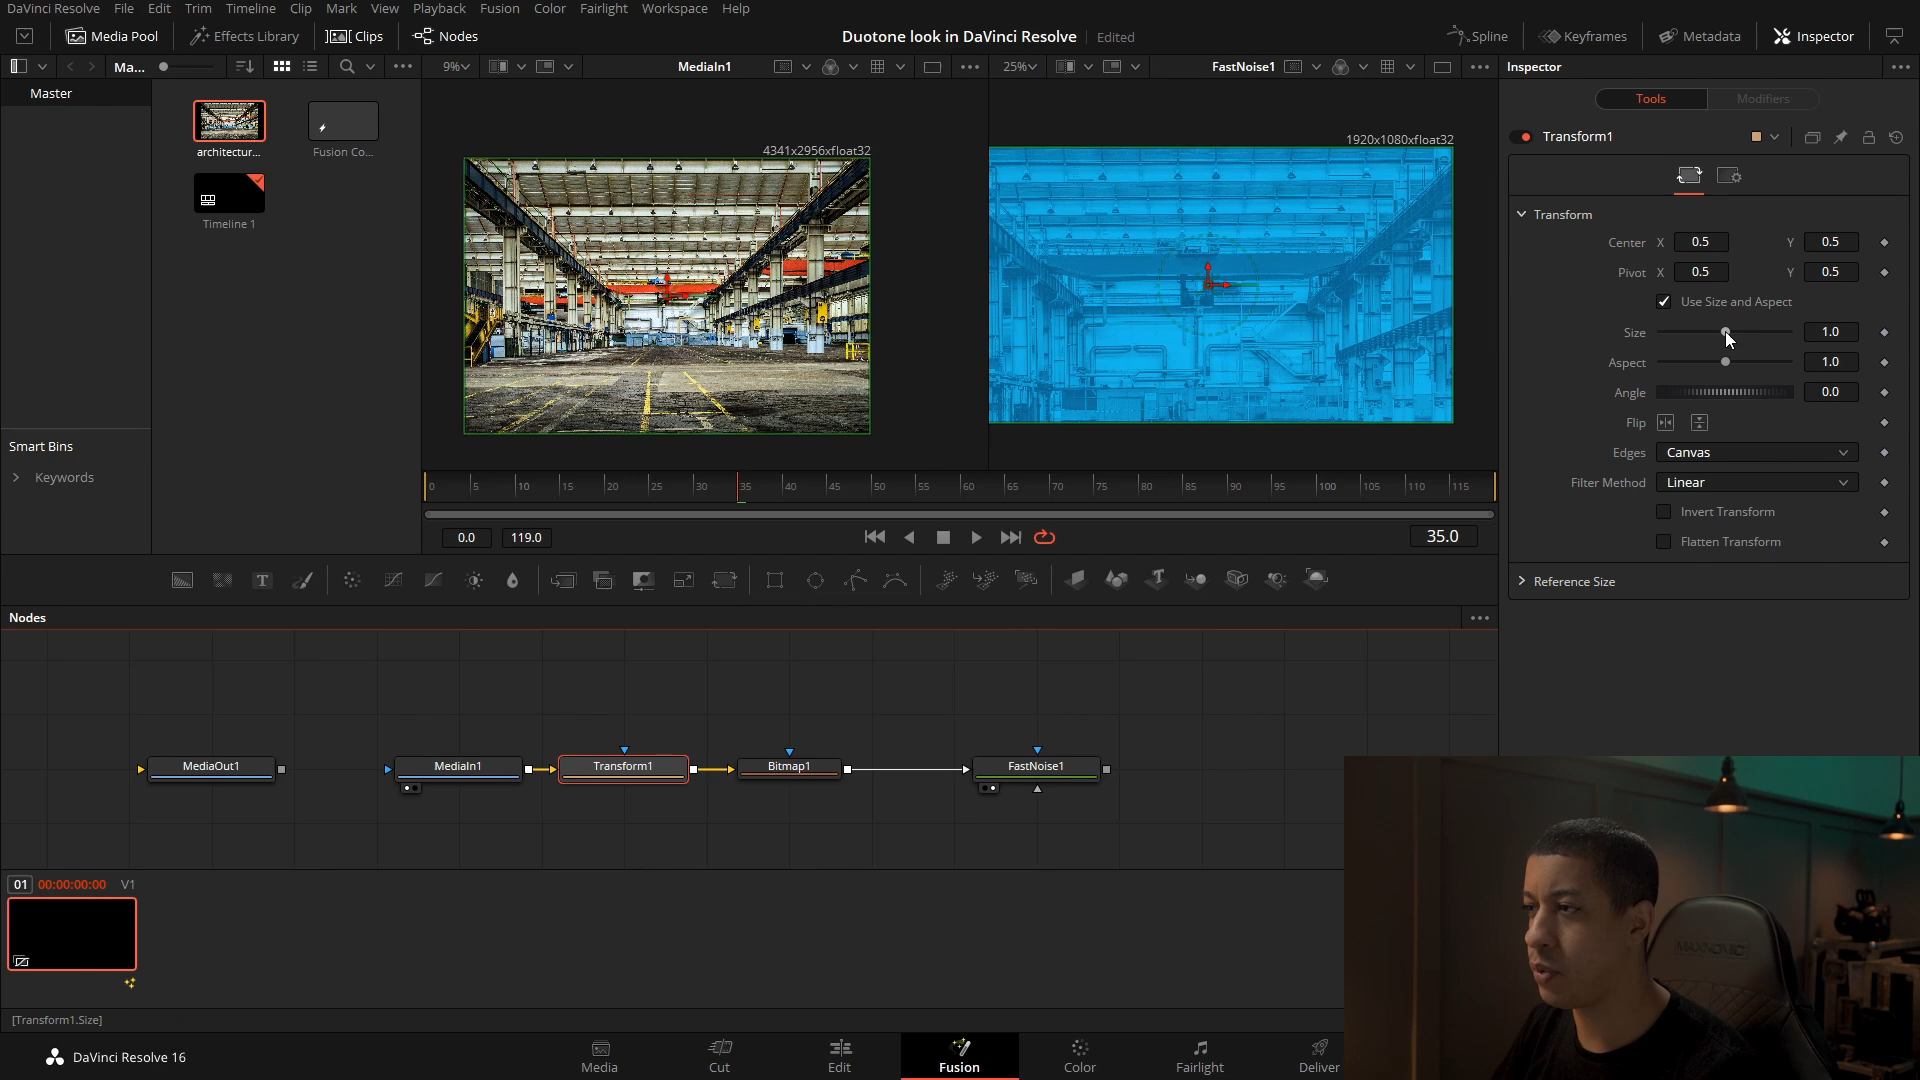 DaVinci Resolve File Edit Trim Timeline Clip Mark View Playback Fusion Color Fairlight Workspace Help
Media Pool Effects Library Clips Nodes Duotone look in DaVinci Resolve Edited Spline Keyframes Metadata Inspector
Ma... 9% MediaIn1 25% FastNoise1 Inspector
Master
Tools Modifiers
architectur... Fusion Co...
Timeline 1
4341x2956xfloat32 1920x1080xfloat32
Transform1
Transform
Center X 0.5 Y 0.5
Pivot X 0.5 Y 0.5
Use Size and Aspect
Size 1.0
Aspect 1.0
Angle 0.0
Flip
Edges Canvas
Filter Method Linear
Invert Transform
Flatten Transform
Reference Size
Smart Bins
Keywords
0 5 10 15 20 25 30 35 40 45 50 55 60 65 70 75 80 85 90 95 100 105 110 115
0.0 119.0 35.0
Nodes
MediaOut1 MediaIn1 Transform1 Bitmap1 FastNoise1
01 00:00:00:00 V1
[Transform1.Size]
MAXNOMIC
DaVinci Resolve 16 Media Cut Edit Fusion Color Fairlight Deliver